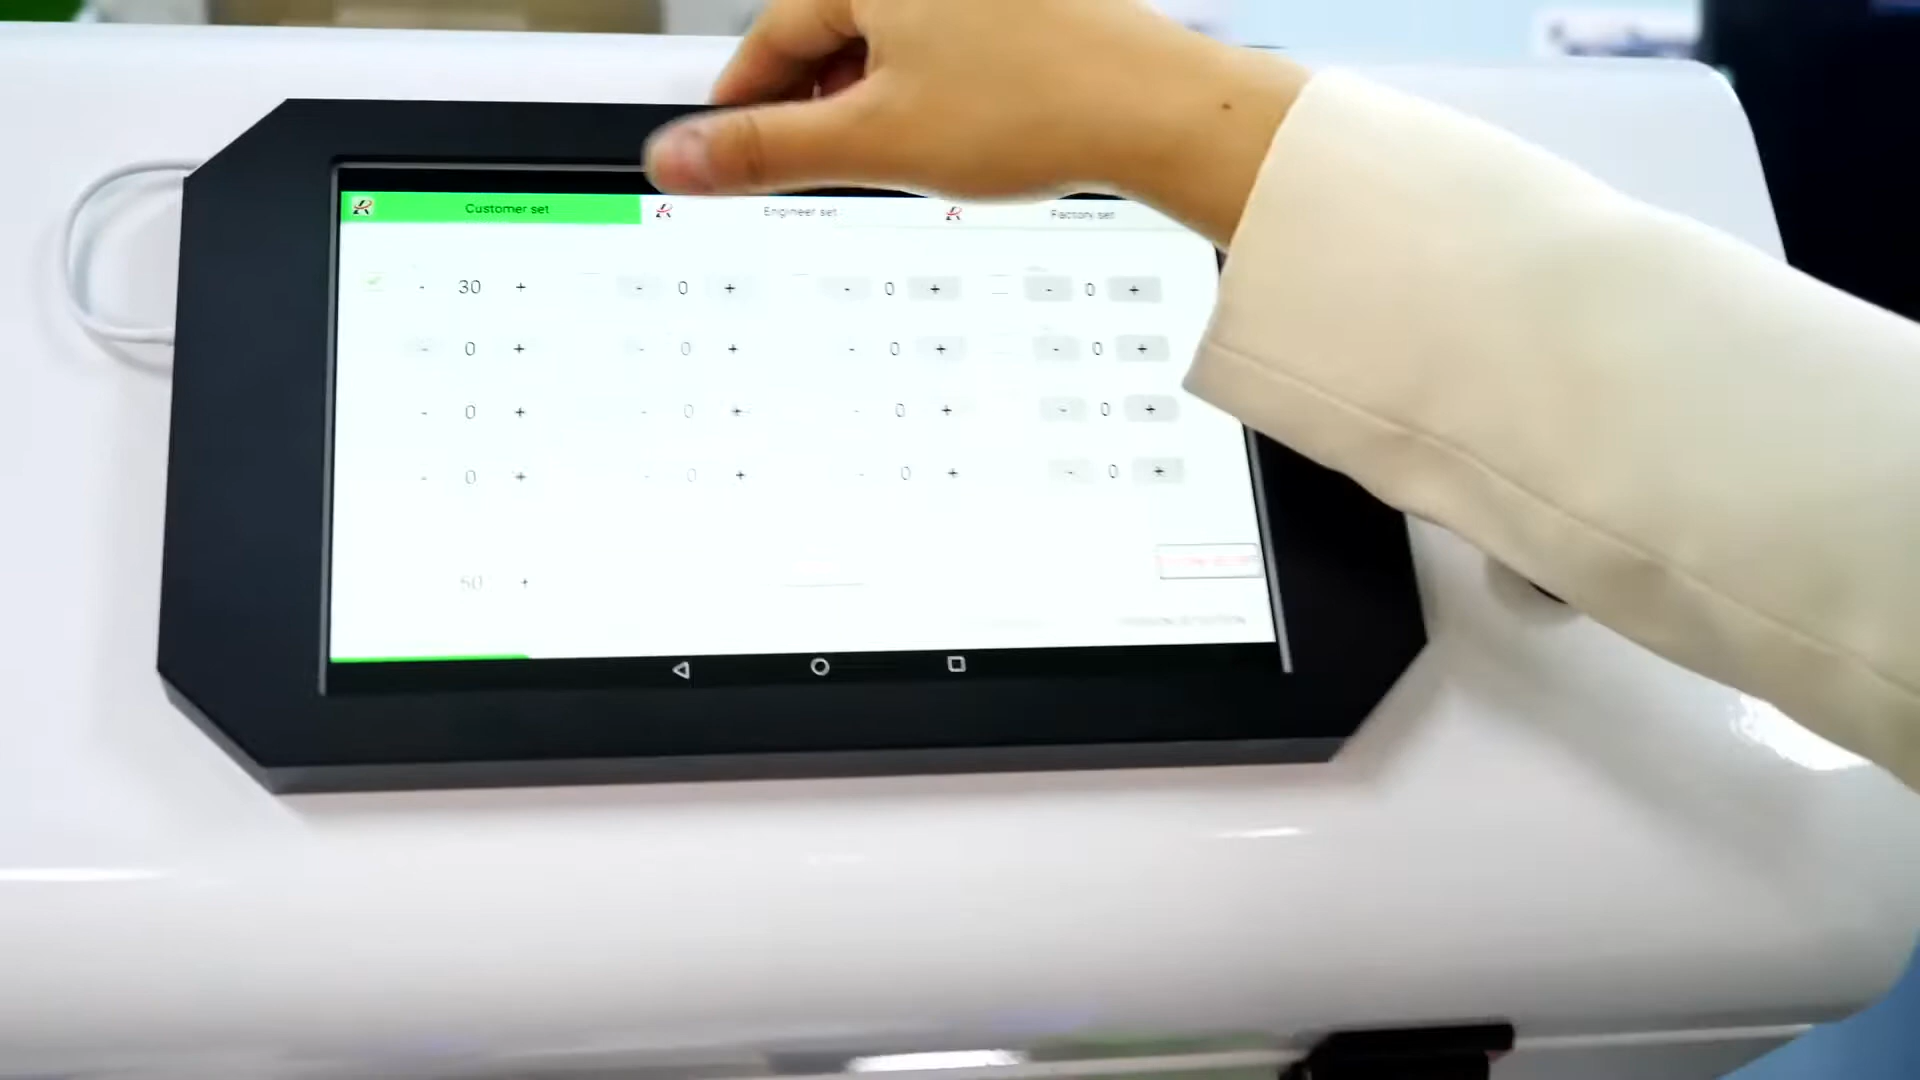 Customer set Engineer set Factory set
- 30 + - 0 + - 0 + - 0 +
- 0 + - 0 + - 0 + - 0 +
- 0 + - 0 + - 0 + - 0 +
- 0 + - 0 + - 0 + - 0 +
+